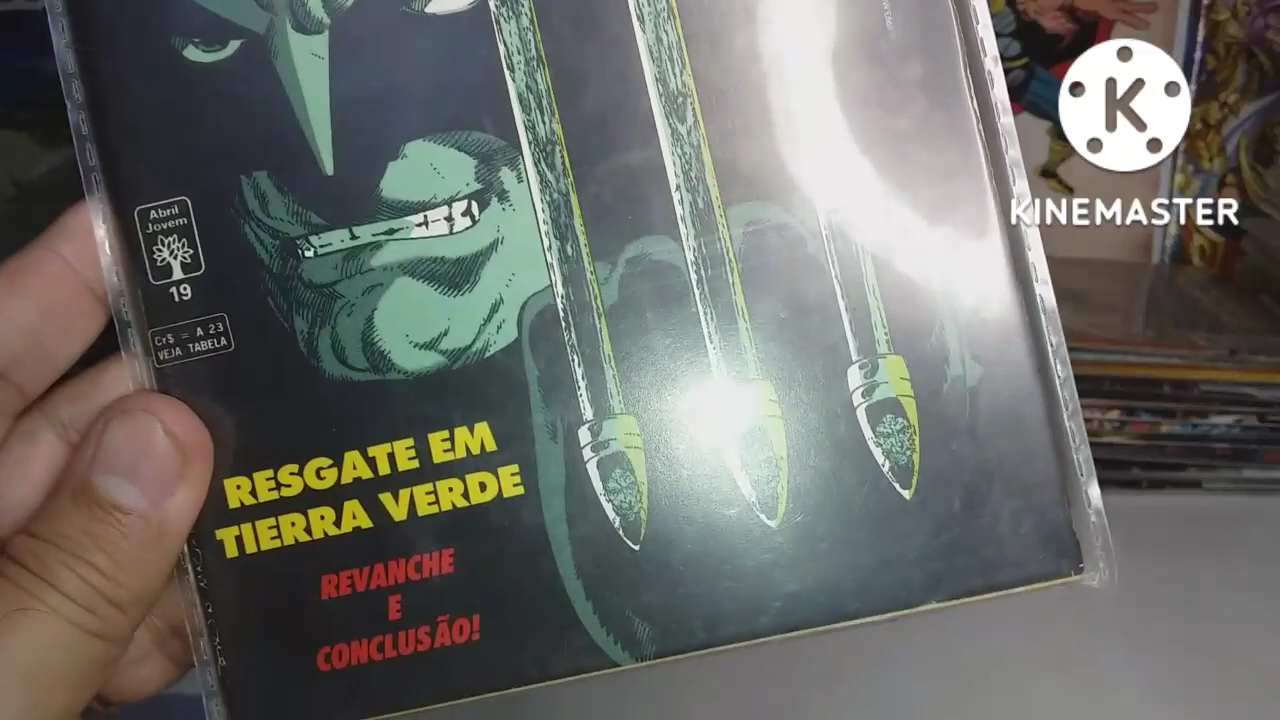 KINEMASTER
Abril
Jovem
19
Cr$ = A 23
VEJA TABELA
RESGATE EM
TIERRA VERDE
REVANCHE
E
CONCLUSÃO!